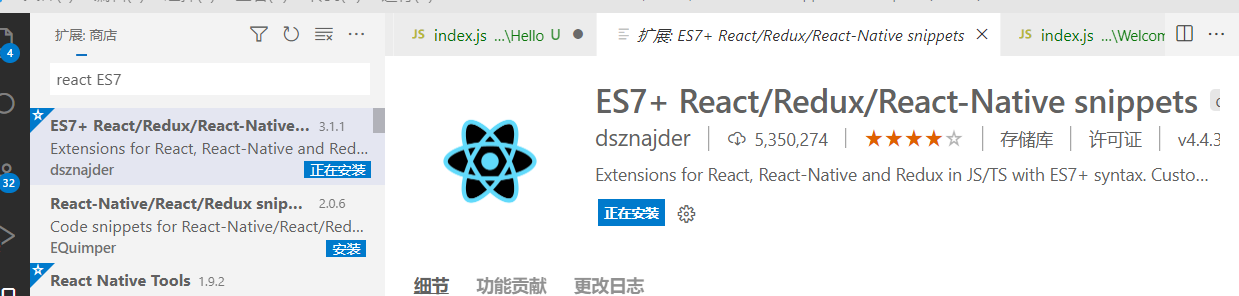 4
32
扩展: 商店
react ES7
ES7+ React/Redux/React-Native... 3.1.1
Extensions for React, React-Native and Red...
dsznajder 正在安装
React-Native/React/Redux snip... 2.0.6
Code snippets for React-Native/React/Red...
EQuimper 安装
React Native Tools 1.9.2
JS index.js ...\Hello U
扩展: ES7+ React/Redux/React-Native snippets
JS index.js ...\Welcom
ES7+ React/Redux/React-Native snippets
dsznajder 5,350,274 存储库 许可证 v4.4.3
Extensions for React, React-Native and Redux in JS/TS with ES7+ syntax. Custo...
正在安装
细节 功能贡献 更改日志